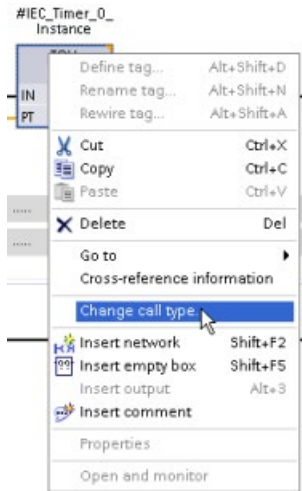 #IEC_Timer_0_
Instance
IN
PT
Define tag... Alt+Shift+D
Rename tag... Alt+Shift+N
Rewire tag... Alt+Shift+A
Cut Ctrl+X
Copy Ctrl+C
Paste Ctrl+V
Delete Del
Go to
Cross-reference information
Change call type...
Insert network Shift+F2
Insert empty box Shift+F5
Insert output Alt+3
Insert comment
Properties
Open and monitor